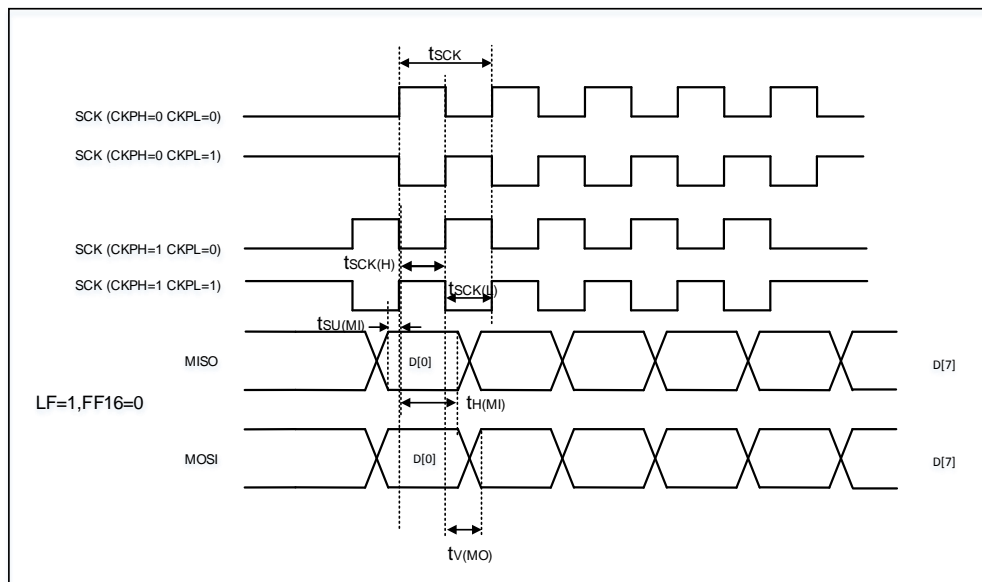 tSCK
SCK (CKPH=0 CKPL=0)
SCK (CKPH=0 CKPL=1)
SCK (CKPH=1 CKPL=0)
tSCK(H)
SCK (CKPH=1 CKPL=1)
tSCK(L)
tSU(MI)
MISO
D[0]
D[7]
LF=1,FF16=0
tH(MI)
MOSI
D[0]
D[7]
tV(MO)